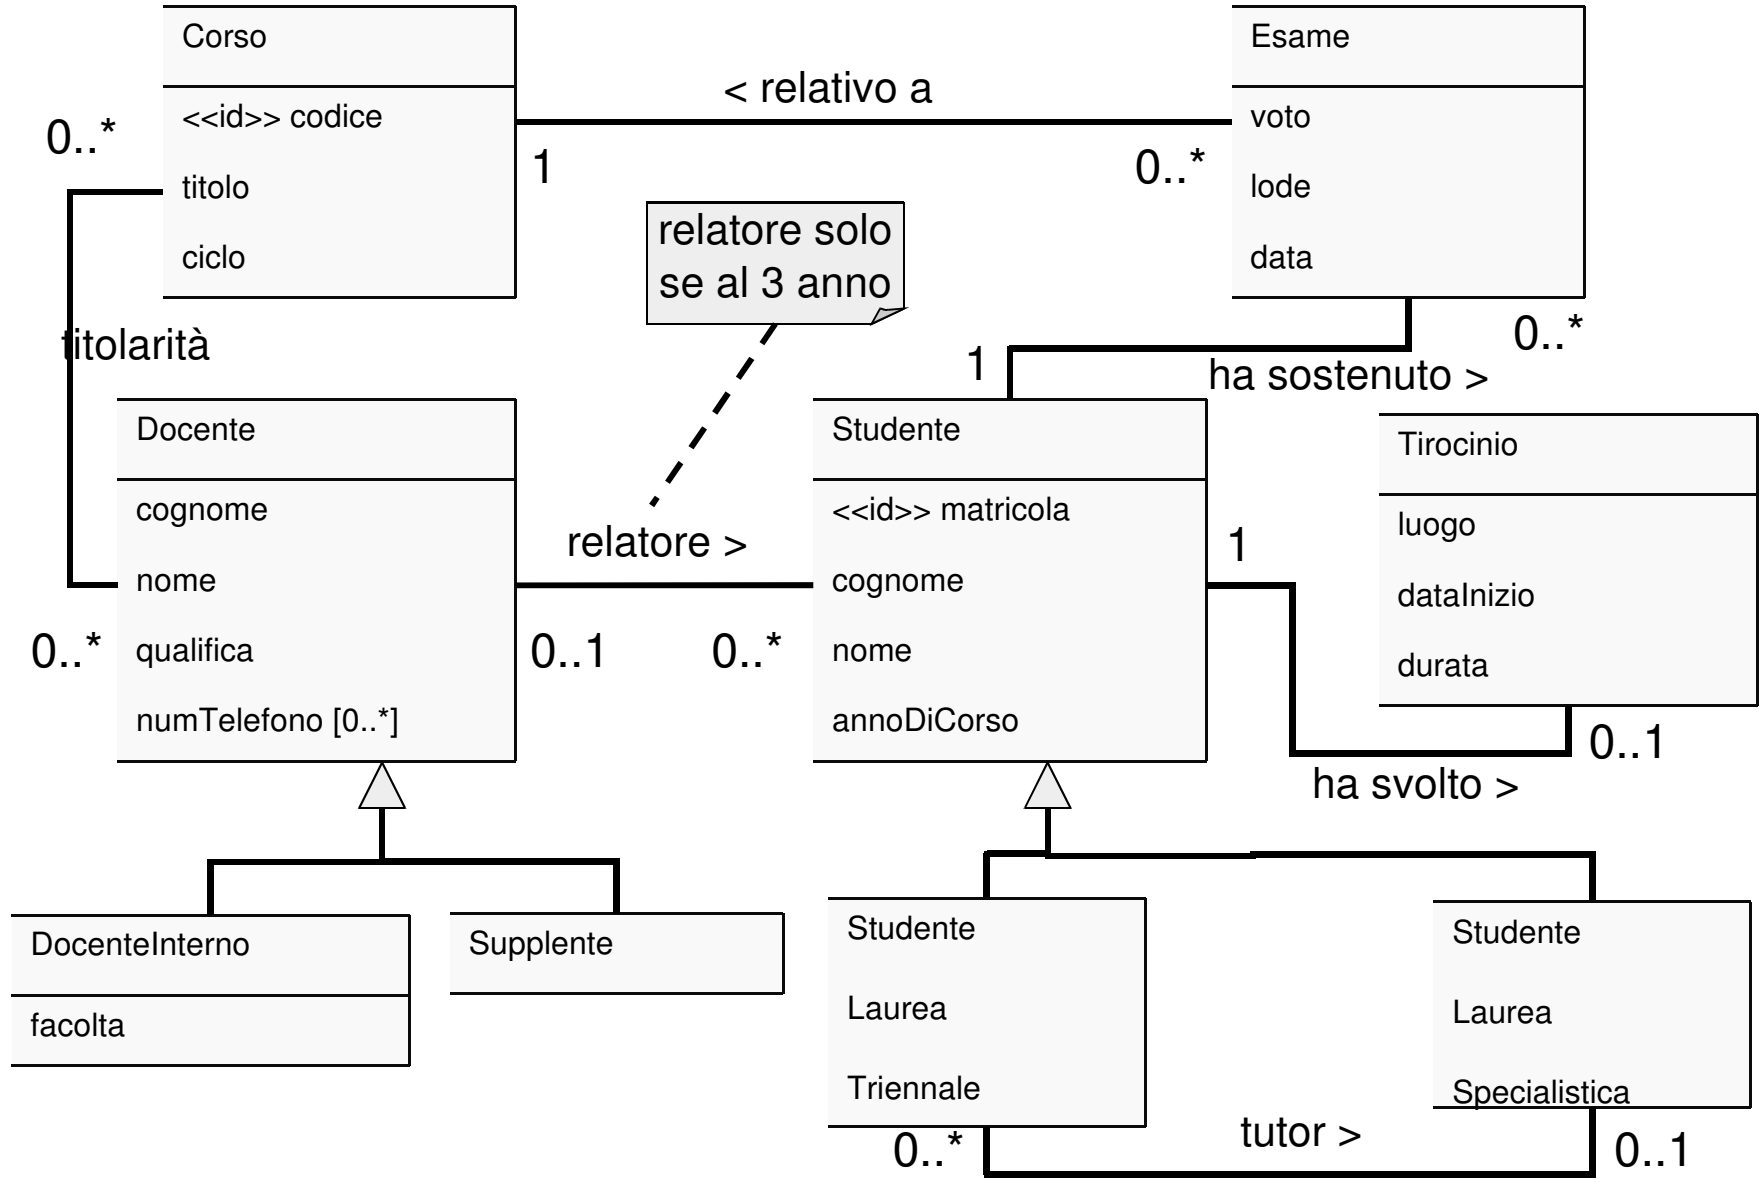 Corso
<<id>> codice
titolo
ciclo
0..*
1
< relativo a
0..*
Esame
voto
lode
data
relatore solo
se al 3 anno
titolarità
1
ha sostenuto >
0..*
Docente
cognome
nome
qualifica
numTelefono [0..*]
0..*
0..1
relatore >
0..*
Studente
<<id>> matricola
cognome
nome
annoDiCorso
1
Tirocinio
luogo
dataInizio
durata
0..1
ha svolto >
DocenteInterno
facolta
Supplente
Studente
Laurea
Triennale
Studente
Laurea
Specialistica
0..*
tutor >
0..1